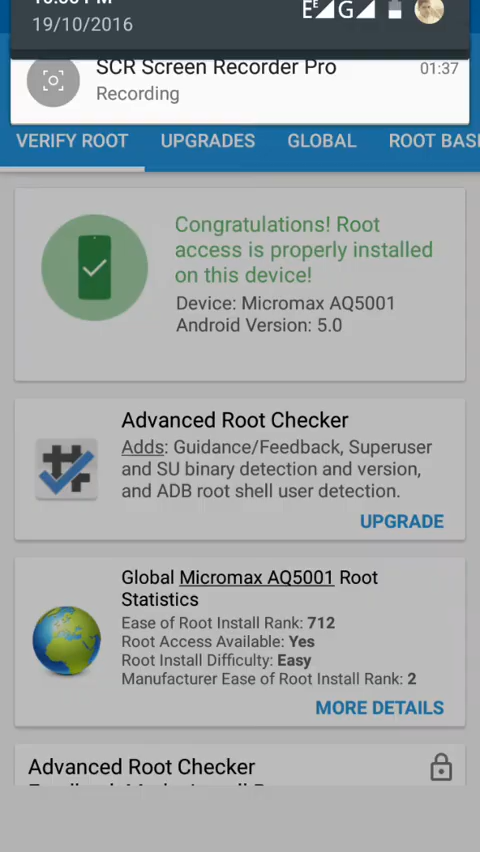 19/10/2016
E
E
G
SCR Screen Recorder Pro
01:37
Recording
VERIFY ROOT
UPGRADES
GLOBAL
ROOT BASI
Congratulations! Root
access is properly installed
on this device!
Device: Micromax AQ5001
Android Version: 5.0
Advanced Root Checker
Adds: Guidance/Feedback, Superuser
and SU binary detection and version,
and ADB root shell user detection.
UPGRADE
Global Micromax AQ5001 Root
Statistics
Ease of Root Install Rank: 712
Root Access Available: Yes
Root Install Difficulty: Easy
Manufacturer Ease of Root Install Rank: 2
MORE DETAILS
Advanced Root Checker